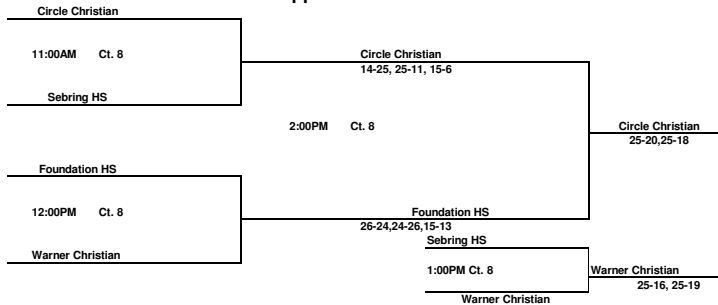 Circle Christian
11:00AM Ct. 8
Circle Christian
14-25, 25-11, 15-6
Sebring HS
2:00PM Ct. 8
Circle Christian
25-20,25-18
Foundation HS
12:00PM Ct. 8
Foundation HS
26-24,24-26,15-13
Sebring HS
Warner Christian
1:00PM Ct. 8
Warner Christian
25-16, 25-19
Warner Christian